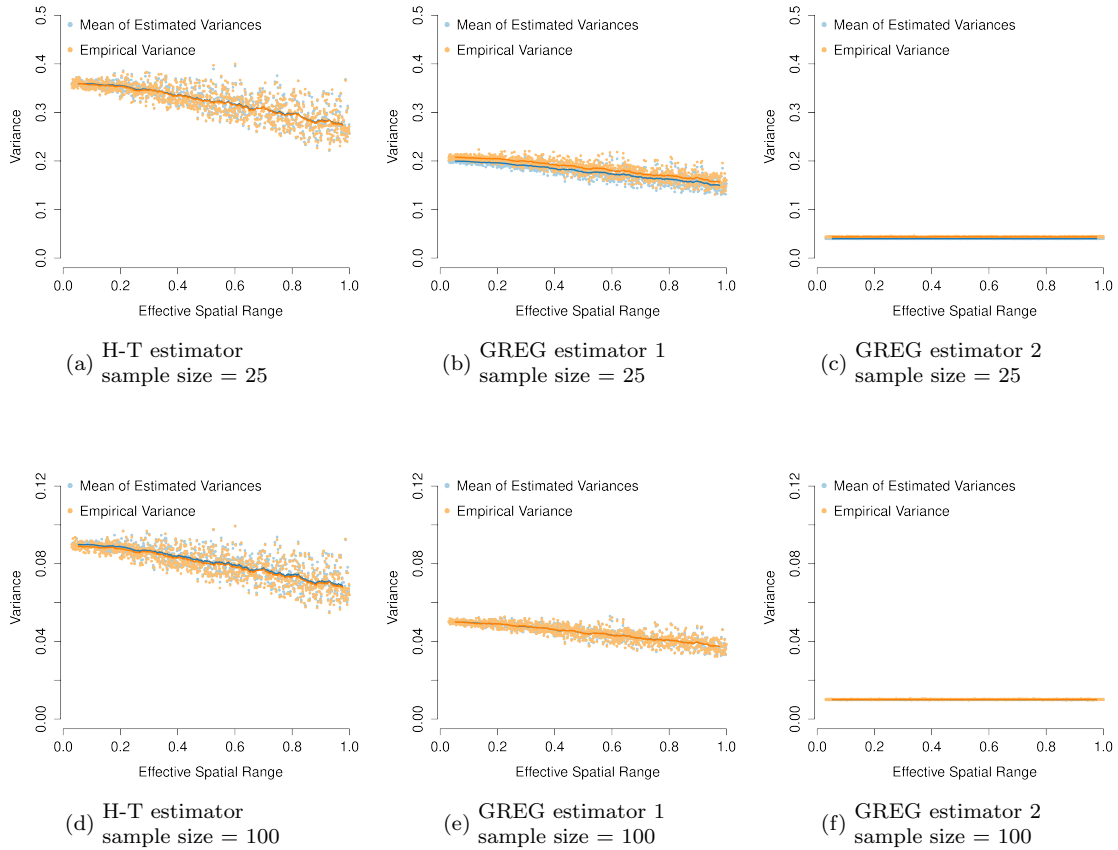 Mean of Estimated Variances
Empirical Variance
0.0 0.1 0.2 0.3 0.4 0.5
Variance
0.0 0.2 0.4 0.6 0.8 1.0
Effective Spatial Range
(a) H-T estimator
sample size = 25
Mean of Estimated Variances
Empirical Variance
0.0 0.1 0.2 0.3 0.4 0.5
Variance
0.0 0.2 0.4 0.6 0.8 1.0
Effective Spatial Range
(b) GREG estimator 1
sample size = 25
Mean of Estimated Variances
Empirical Variance
0.0 0.1 0.2 0.3 0.4 0.5
Variance
0.0 0.2 0.4 0.6 0.8 1.0
Effective Spatial Range
(c) GREG estimator 2
sample size = 25
Mean of Estimated Variances
Empirical Variance
0.00 0.04 0.08 0.12
Variance
0.0 0.2 0.4 0.6 0.8 1.0
Effective Spatial Range
(d) H-T estimator
sample size = 100
Mean of Estimated Variances
Empirical Variance
0.00 0.04 0.08 0.12
Variance
0.0 0.2 0.4 0.6 0.8 1.0
Effective Spatial Range
(e) GREG estimator 1
sample size = 100
Mean of Estimated Variances
Empirical Variance
0.00 0.04 0.08 0.12
Variance
0.0 0.2 0.4 0.6 0.8 1.0
Effective Spatial Range
(f) GREG estimator 2
sample size = 100